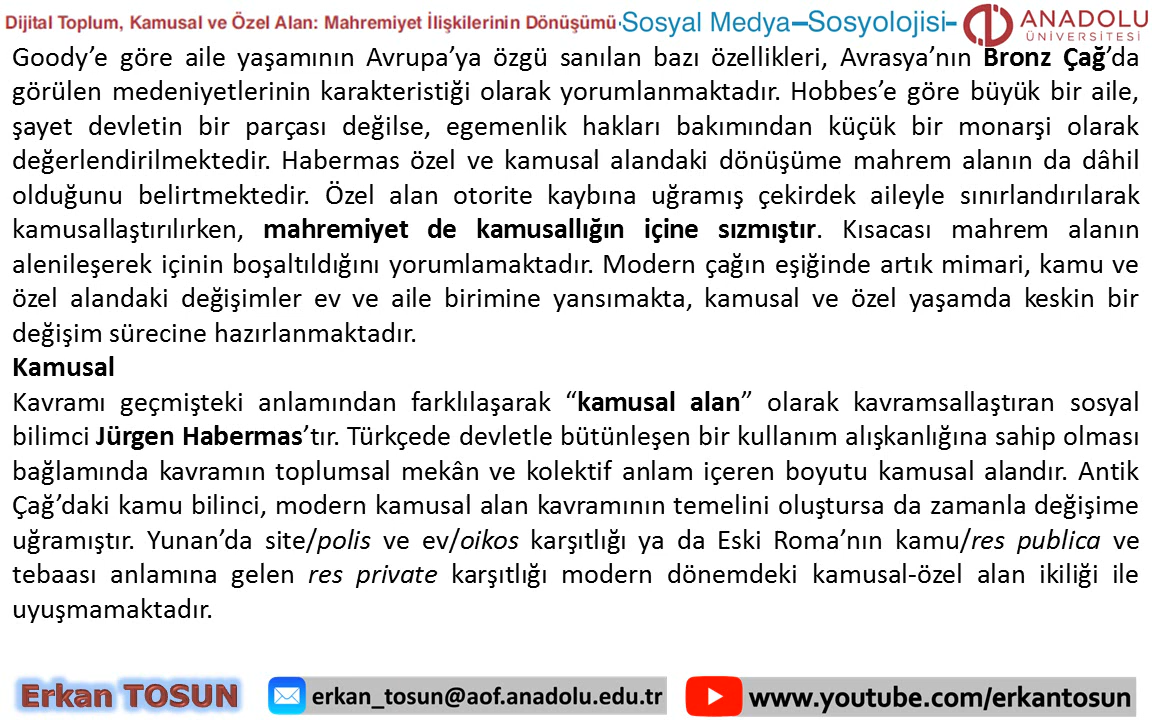 Dijital Toplum, Kamusal ve Özel Alan: Mahremiyet İlişkilerinin Dönüşümü-Sosyal Medya–Sosyolojisi–
ANADOLU
ÜNİVERSİTESİ
Goody’e göre aile yaşamının Avrupa’ya özgü sanılan bazı özellikleri, Avrasya’nın Bronz Çağ’da
görülen medeniyetlerinin karakteristiği olarak yorumlanmaktadır. Hobbes’e göre büyük bir aile,
şayet devletin bir parçası değilse, egemenlik hakları bakımından küçük bir monarşi olarak
değerlendirilmektedir. Habermas özel ve kamusal alandaki dönüşüme mahrem alanın da dâhil
olduğunu belirtmektedir. Özel alan otorite kaybına uğramış çekirdek aileyle sınırlandırılarak
kamusallaştırılırken, mahremiyet de kamusallığın içine sızmıştır. Kısacası mahrem alanın
alenileşerek içinin boşaltıldığını yorumlamaktadır. Modern çağın eşiğinde artık mimari, kamu ve
özel alandaki değişimler ev ve aile birimine yansımakta, kamusal ve özel yaşamda keskin bir
değişim sürecine hazırlanmaktadır.
Kamusal
Kavramı geçmişteki anlamından farklılaşarak “kamusal alan” olarak kavramsallaştıran sosyal
bilimci Jürgen Habermas’tır. Türkçede devletle bütünleşen bir kullanım alışkanlığına sahip olması
bağlamında kavramın toplumsal mekân ve kolektif anlam içeren boyutu kamusal alandır. Antik
Çağ’daki kamu bilinci, modern kamusal alan kavramının temelini oluştursa da zamanla değişime
uğramıştır. Yunan’da site/polis ve ev/oikos karşıtlığı ya da Eski Roma’nın kamu/res publica ve
tebaası anlamına gelen res private karşıtlığı modern dönemdeki kamusal-özel alan ikiliği ile
uyuşmamaktadır.
Erkan TOSUN
erkan_tosun@aof.anadolu.edu.tr
www.youtube.com/erkantosun